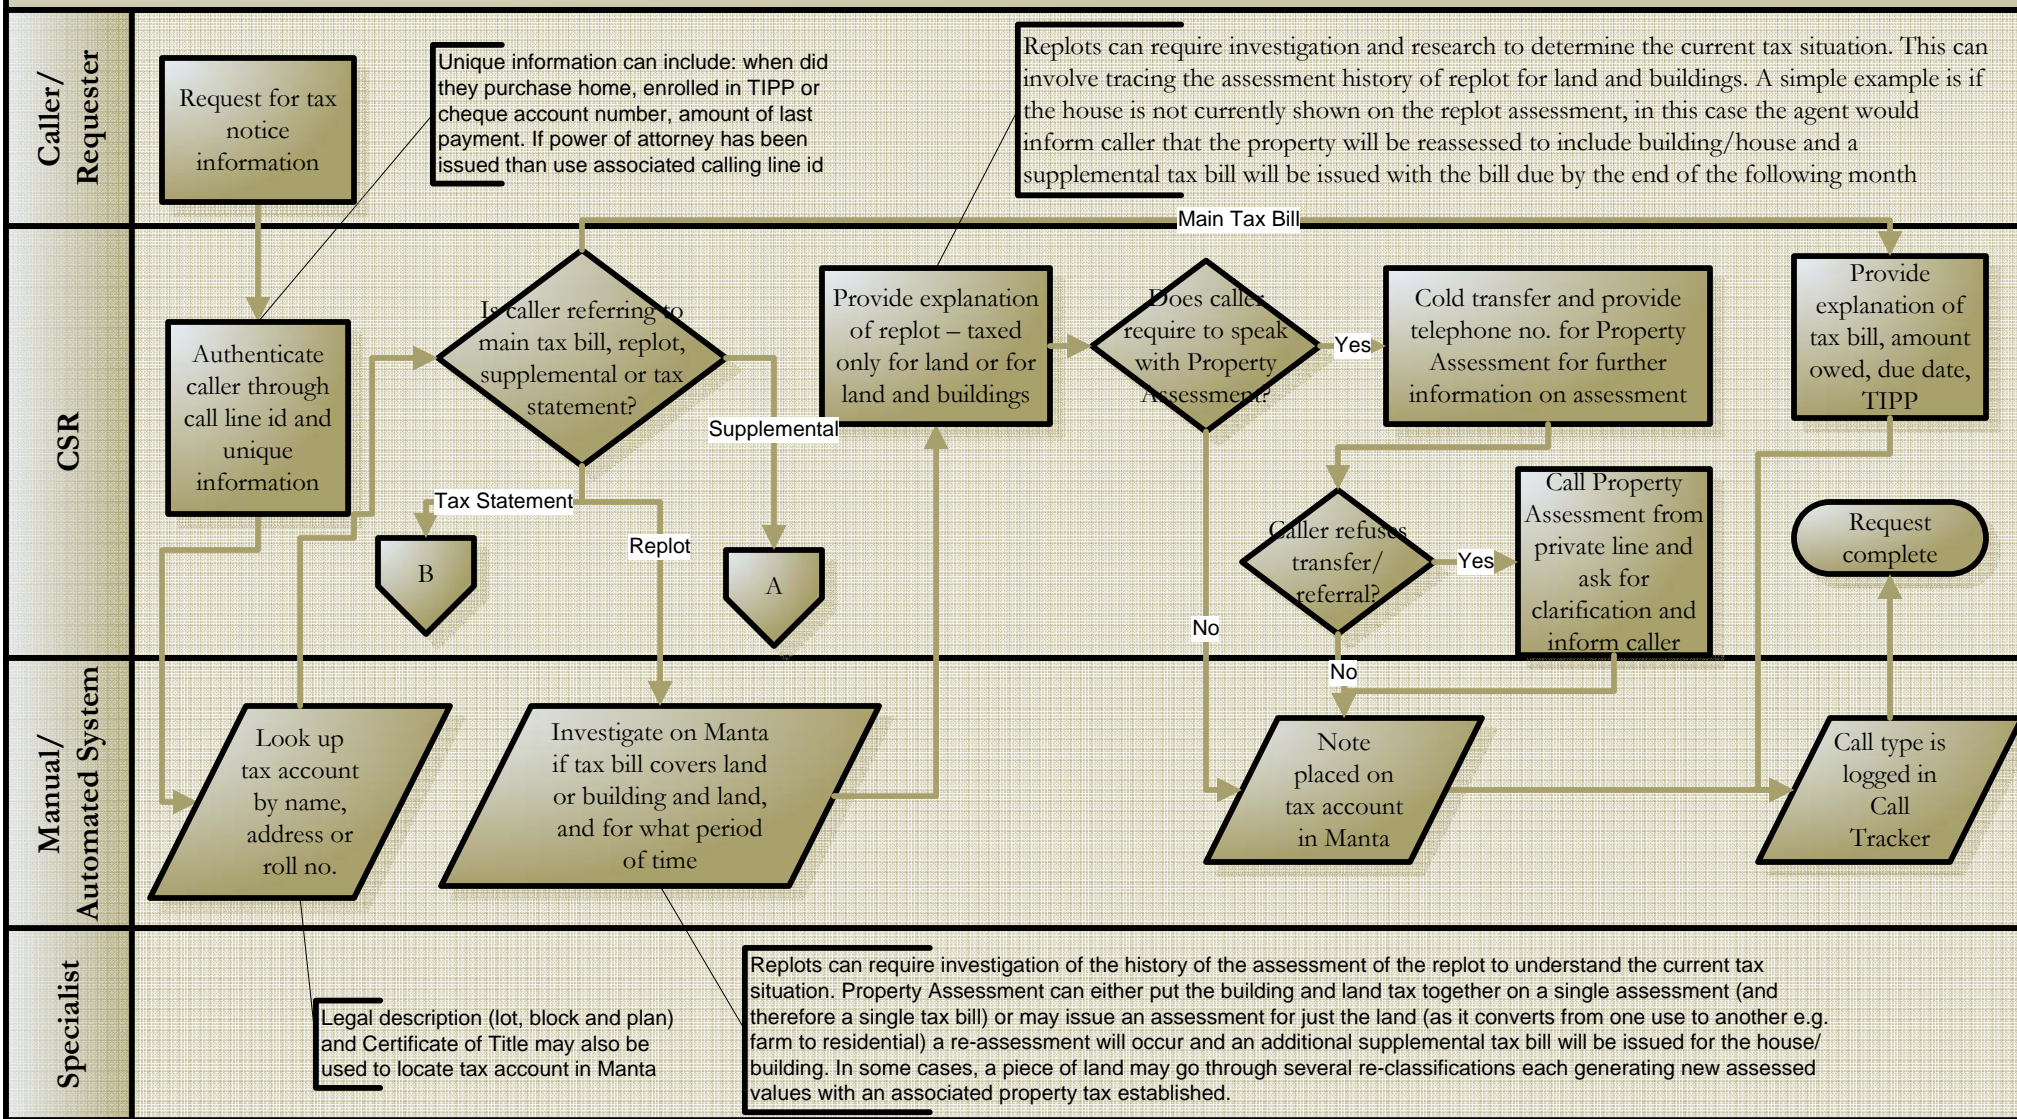 Caller/
Requester
Request for tax
notice
information
Unique information can include: when did
they purchase home, enrolled in TIPP or
cheque account number, amount of last
payment. If power of attorney has been
issued than use associated calling line id
Replots can require investigation and research to determine the current tax situation. This can
involve tracing the assessment history of replot for land and buildings. A simple example is if
the house is not currently shown on the replot assessment, in this case the agent would
inform caller that the property will be reassessed to include building/house and a
supplemental tax bill will be issued with the bill due by the end of the following month
Main Tax Bill
CSR
Authenticate
caller through
call line id and
unique
information
Is caller referring to
main tax bill, replot,
supplemental or tax
statement?
Supplemental
Tax Statement
Replot
B
A
Provide explanation
of replot – taxed
only for land or for
land and buildings
Does caller
require to speak
with Property
Assessment?
Yes
No
Cold transfer and provide
telephone no. for Property
Assessment for further
information on assessment
Caller refuses
transfer/
referral?
Yes
No
Call Property
Assessment from
private line and
ask for
clarification and
inform caller
Provide
explanation of
tax bill, amount
owed, due date,
TIPP
Request
complete
Manual/
Automated System
Look up
tax account
by name,
address or
roll no.
Investigate on Manta
if tax bill covers land
or building and land,
and for what period
of time
Note
placed on
tax account
in Manta
Call type is
logged in
Call
Tracker
Specialist
Legal description (lot, block and plan)
and Certificate of Title may also be
used to locate tax account in Manta
Replots can require investigation of the history of the assessment of the replot to understand the current tax
situation. Property Assessment can either put the building and land tax together on a single assessment (and
therefore a single tax bill) or may issue an assessment for just the land (as it converts from one use to another e.g.
farm to residential) a re-assessment will occur and an additional supplemental tax bill will be issued for the house/
building. In some cases, a piece of land may go through several re-classifications each generating new assessed
values with an associated property tax established.